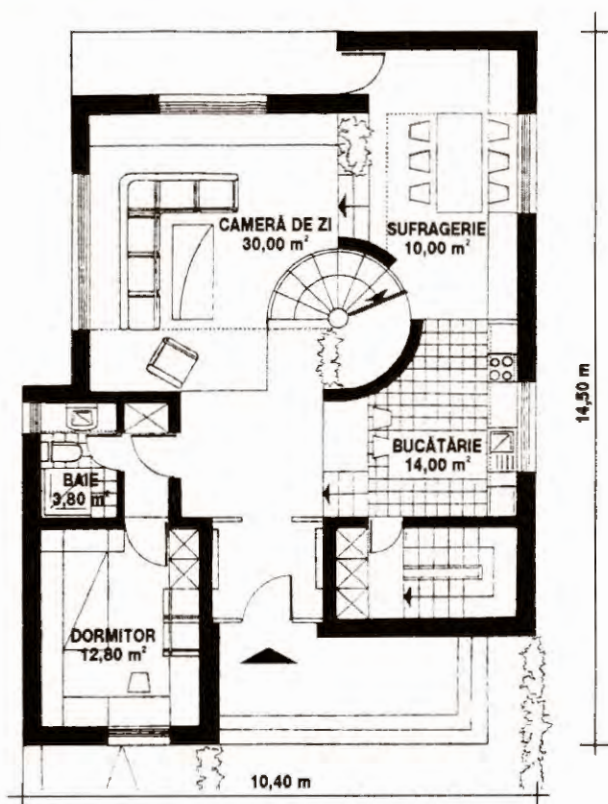 CAMERĂ DE ZI
30,00 m²
SUFRAGERIE
10,00 m²
14,50 m
BUCĂTĂRIE
14,00 m²
BAIE
3,80 m²
DORMITOR
12,80 m²
10,40 m